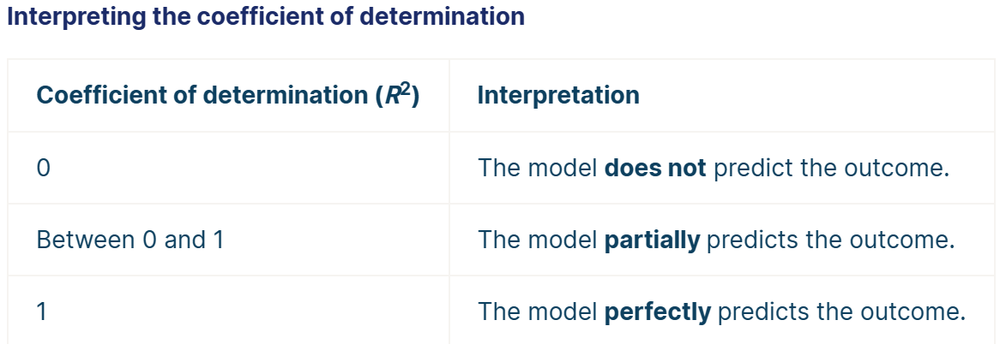 Interpreting the coefficient of determination
Coefficient of determination (R²) Interpretation
0 The model does not predict the outcome.
Between 0 and 1 The model partially predicts the outcome.
1 The model perfectly predicts the outcome.